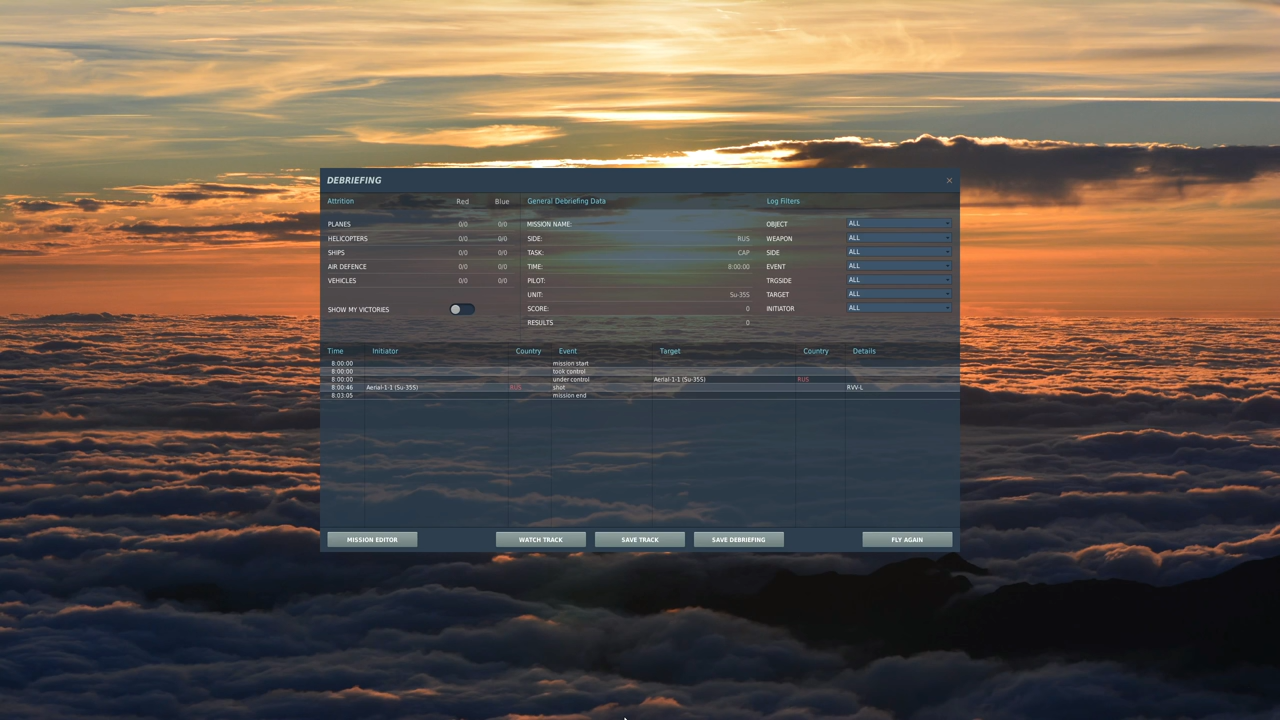 DEBRIEFING ×
Attrition Red Blue
PLANES 0/0 0/0
HELICOPTERS 0/0 0/0
SHIPS 0/0 0/0
AIR DEFENCE 0/0 0/0
VEHICLES 0/0 0/0
SHOW MY VICTORIES
General Debriefing Data
MISSION NAME:
SIDE: RUS
TASK: CAP
TIME: 8:00:00
PILOT:
UNIT: Su-35S
SCORE: 0
RESULTS 0
Log Filters
OBJECT ALL
WEAPON ALL
SIDE ALL
EVENT ALL
TRGSIDE ALL
TARGET ALL
INITIATOR ALL
Time Initiator Country Event Target Country Details
8:00:00 mission start
8:00:00 took control
8:00:00 under control Aerial-1-1 (Su-35S) RUS
8:00:46 Aerial-1-1 (Su-35S) RUS shot RVV-L
8:03:05 mission end
MISSION EDITOR WATCH TRACK SAVE TRACK SAVE DEBRIEFING FLY AGAIN